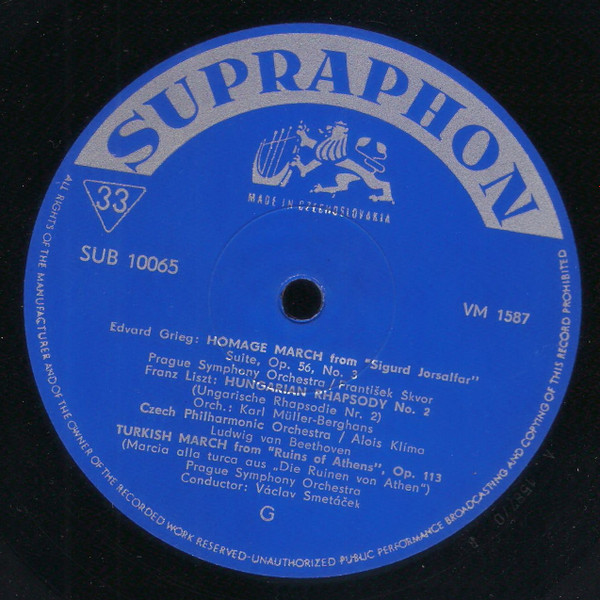 SUPRAPHON
MADE IN CZECHOSLOVAKIA
33
SUB 10065
VM 1587
Edvard Grieg: HOMAGE MARCH from "Sigurd Jorsalfar"
Suite, Op. 56, No. 3
Prague Symphony Orchestra / František Škvor
Franz Liszt: HUNGARIAN RHAPSODY No. 2
(Ungarische Rhapsodie Nr. 2)
Orch.: Karl Müller-Berghans
Czech Philharmonic Orchestra / Alois Klíma
Ludwig van Beethoven
TURKISH MARCH from "Ruins of Athens", Op. 113
(Marcia alla turca aus „Die Ruinen von Athen")
Prague Symphony Orchestra
Conductor: Václav Smetáček
G
ALL RIGHTS OF THE MANUFACTURER AND OF THE OWNER OF THE RECORDED WORK RESERVED-UNAUTHORIZED PUBLIC PERFORMANCE BROADCASTING AND COPYING OF THIS RECORD PROHIBITED